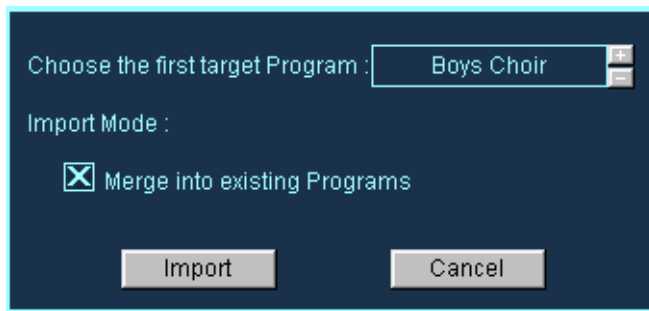 Choose the first target Program : Boys Choir + −
Import Mode :
Merge into existing Programs
Import Cancel